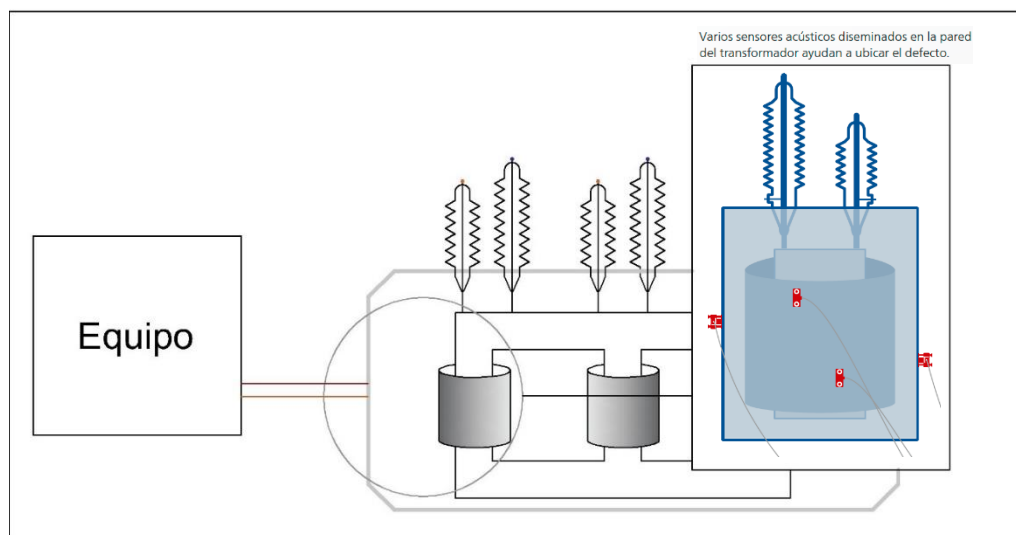 Varios sensores acústicos diseminados en la pared
del transformador ayudan a ubicar el defecto.
Equipo